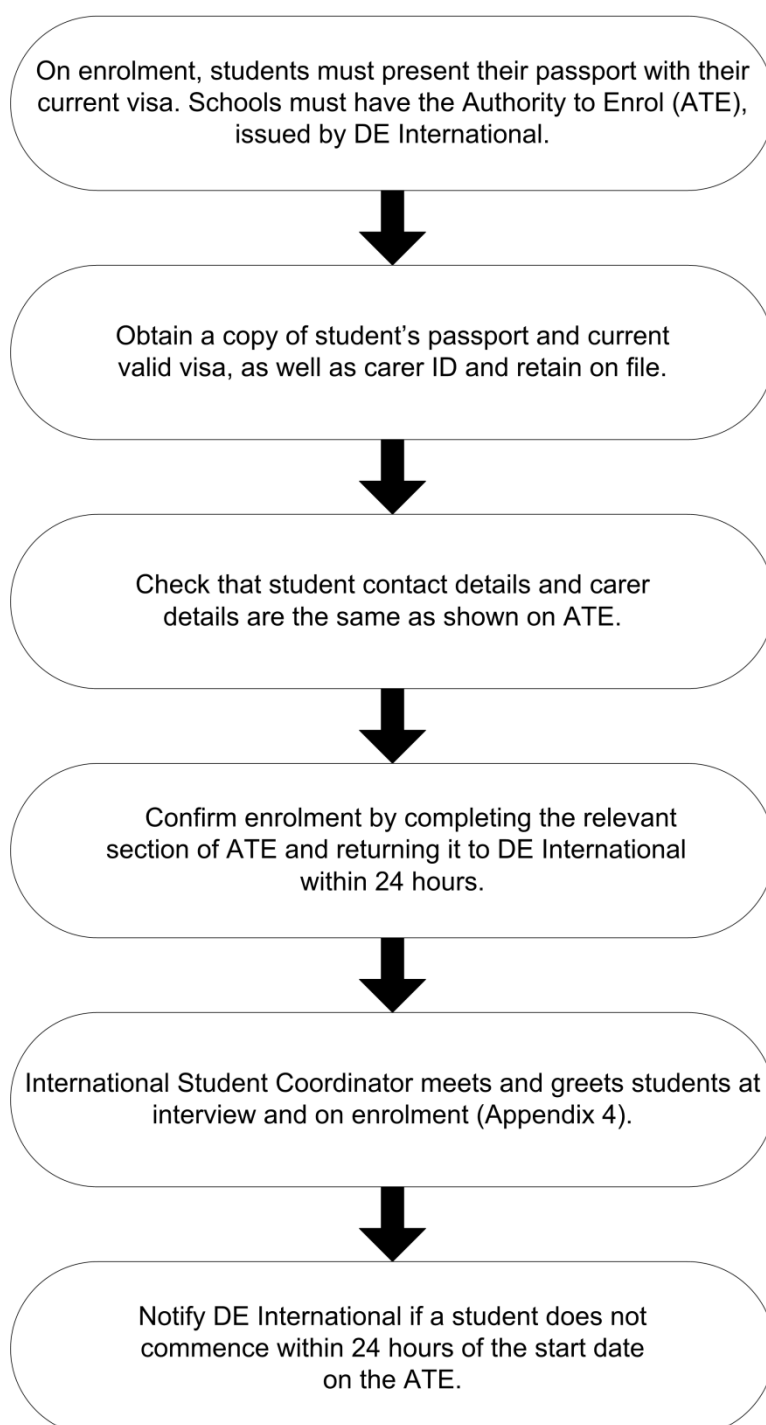 On enrolment, students must present their passport with their
current visa. Schools must have the Authority to Enrol (ATE),
issued by DE International.
Obtain a copy of student’s passport and current
valid visa, as well as carer ID and retain on file.
Check that student contact details and carer
details are the same as shown on ATE.
Confirm enrolment by completing the relevant
section of ATE and returning it to DE International
within 24 hours.
International Student Coordinator meets and greets students at
interview and on enrolment (Appendix 4).
Notify DE International if a student does not
commence within 24 hours of the start date
on the ATE.